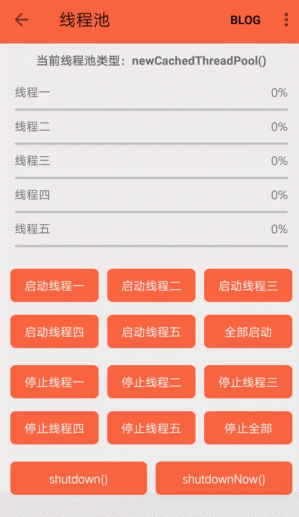 线程池 BLOG
当前线程池类型：newCachedThreadPool()
线程一 0%
线程二 0%
线程三 0%
线程四 0%
线程五 0%
启动线程一 启动线程二 启动线程三
启动线程四 启动线程五 全部启动
停止线程一 停止线程二 停止线程三
停止线程四 停止线程五 停止全部
shutdown() shutdownNow()